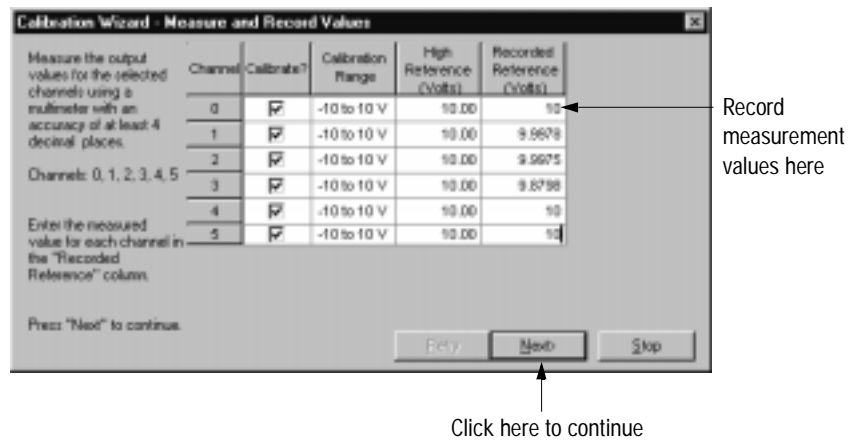 Calibration Wizard - Measure and Record Values
Measure the output
values for the selected
channels using a
multimeter with an
accuracy of at least 4
decimal places.
Channels: 0, 1, 2, 3, 4, 5
Enter the measured
value for each channel in
the "Recorded
Reference" column.
Press "Next" to continue.
Channel Calibrate? Calibration Range High Reference (Volts) Recorded Reference (Volts)
0 -10 to 10 V 10.00 10
1 -10 to 10 V 10.00 9.9878
2 -10 to 10 V 10.00 9.9975
3 -10 to 10 V 10.00 9.8798
4 -10 to 10 V 10.00 10
5 -10 to 10 V 10.00 10
Record
measurement
values here
Retry Next> Stop
Click here to continue